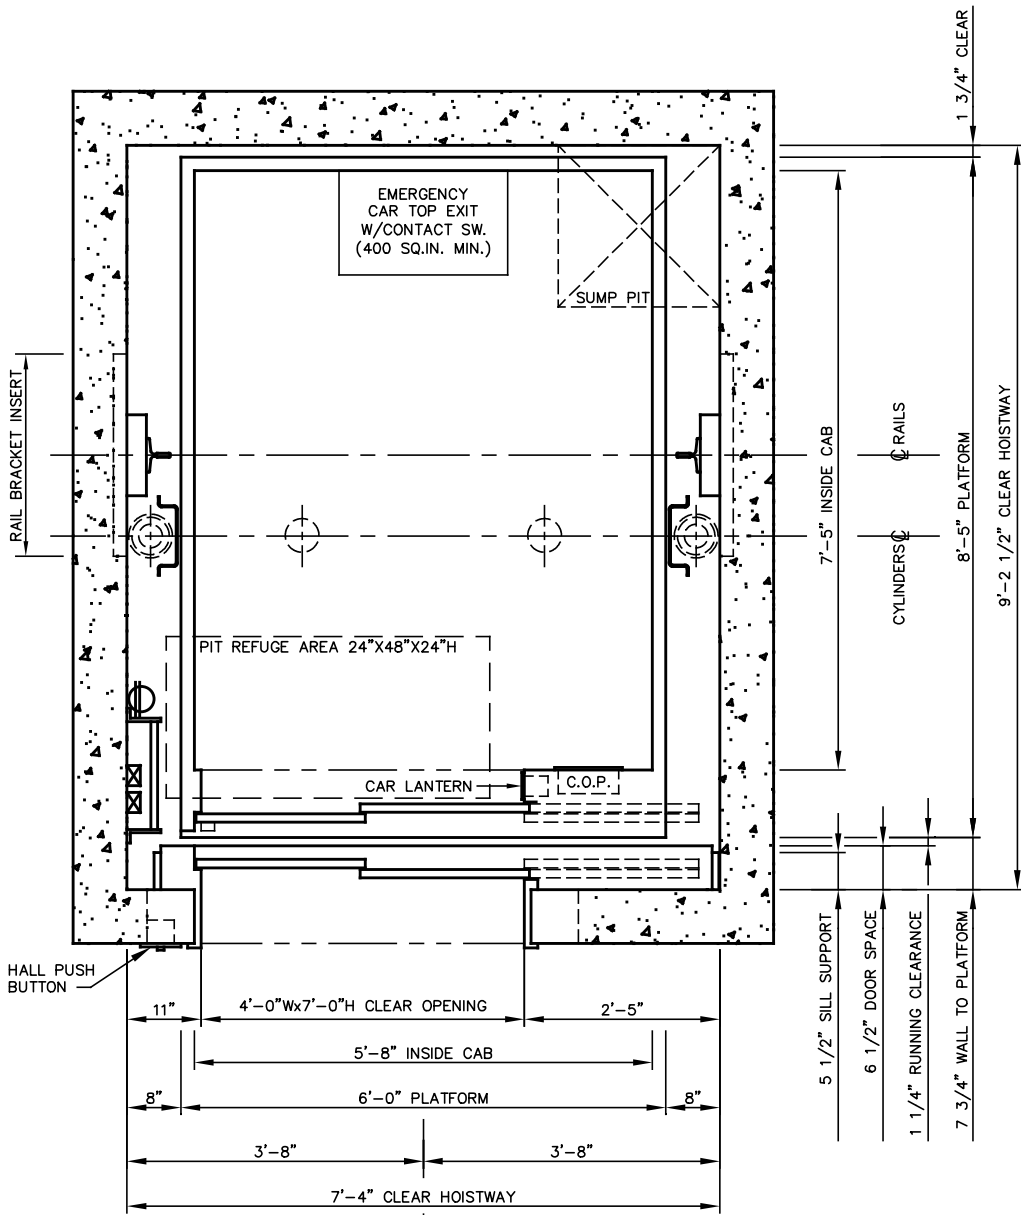 1 3/4" CLEAR
EMERGENCY
CAR TOP EXIT
W/CONTACT SW.
(400 SQ.IN. MIN.)
SUMP PIT
RAIL BRACKET INSERT
7'-5" INSIDE CAB
℄ RAILS
CYLINDERS ℄
8'-5" PLATFORM
9'-2 1/2" CLEAR HOISTWAY
PIT REFUGE AREA 24"X48"X24"H
CAR LANTERN
C.O.P.
HALL PUSH
BUTTON
5 1/2" SILL SUPPORT
6 1/2" DOOR SPACE
1 1/4" RUNNING CLEARANCE
7 3/4" WALL TO PLATFORM
11"
4'-0"Wx7'-0"H CLEAR OPENING
2'-5"
5'-8" INSIDE CAB
8"
6'-0" PLATFORM
8"
3'-8"
3'-8"
7'-4" CLEAR HOISTWAY